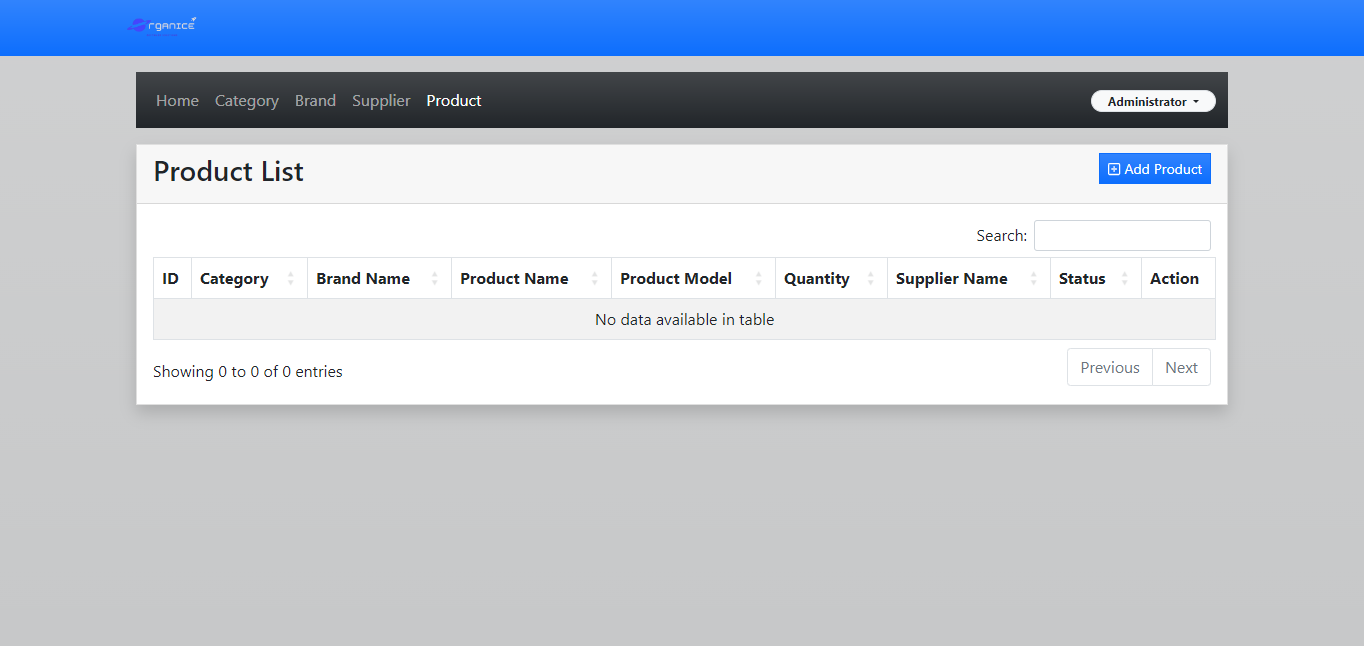 rganice
Home Category Brand Supplier Product Administrator
Product List Add Product
Search:
ID Category Brand Name Product Name Product Model Quantity Supplier Name Status Action
No data available in table
Showing 0 to 0 of 0 entries Previous Next